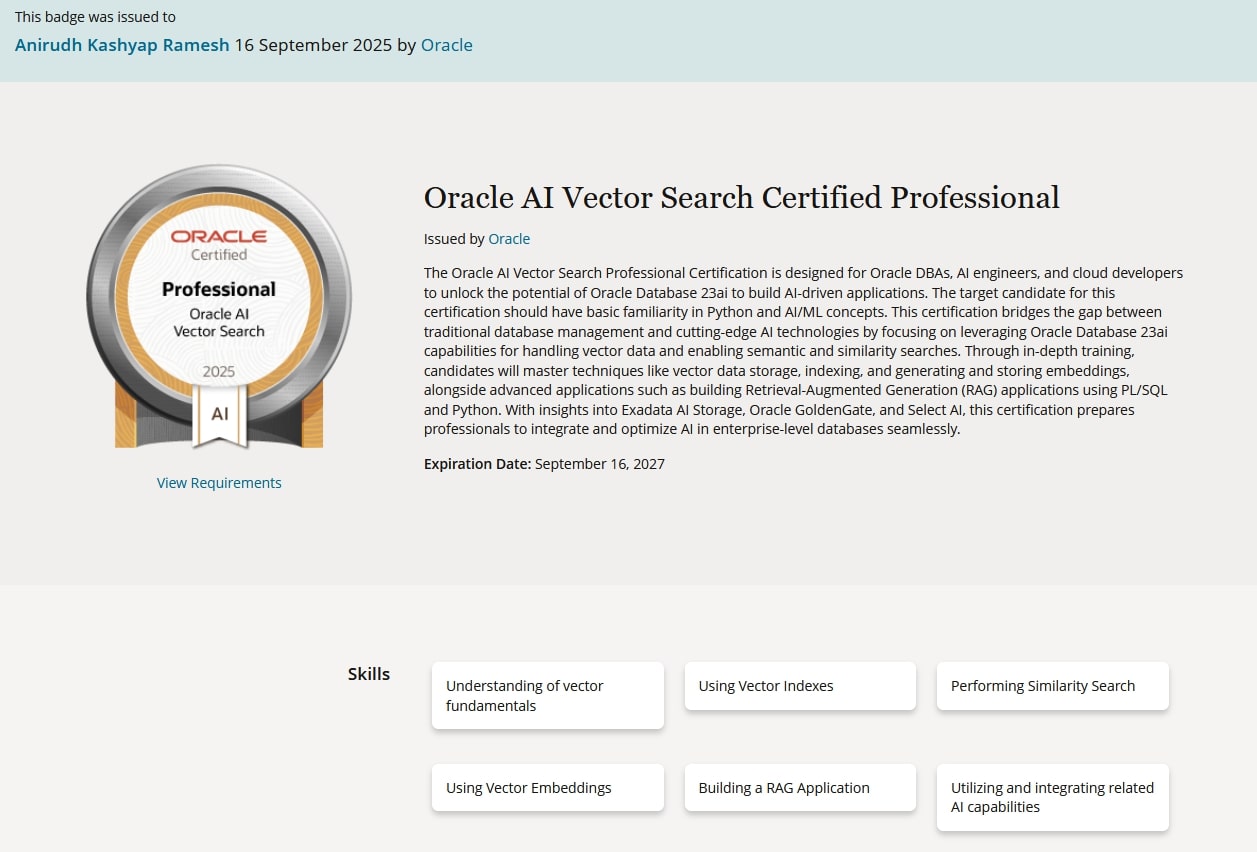 This badge was issued to
Anirudh Kashyap Ramesh 16 September 2025 by Oracle
ORACLE
Certified
Professional
Oracle AI
Vector Search
2025
AI
View Requirements
Oracle AI Vector Search Certified Professional
Issued by Oracle
The Oracle AI Vector Search Professional Certification is designed for Oracle DBAs, AI engineers, and cloud developers
to unlock the potential of Oracle Database 23ai to build AI-driven applications. The target candidate for this
certification should have basic familiarity in Python and AI/ML concepts. This certification bridges the gap between
traditional database management and cutting-edge AI technologies by focusing on leveraging Oracle Database 23ai
capabilities for handling vector data and enabling semantic and similarity searches. Through in-depth training,
candidates will master techniques like vector data storage, indexing, and generating and storing embeddings,
alongside advanced applications such as building Retrieval-Augmented Generation (RAG) applications using PL/SQL
and Python. With insights into Exadata AI Storage, Oracle GoldenGate, and Select AI, this certification prepares
professionals to integrate and optimize AI in enterprise-level databases seamlessly.
Expiration Date: September 16, 2027
Skills
Understanding of vector
fundamentals
Using Vector Indexes
Performing Similarity Search
Using Vector Embeddings
Building a RAG Application
Utilizing and integrating related
AI capabilities